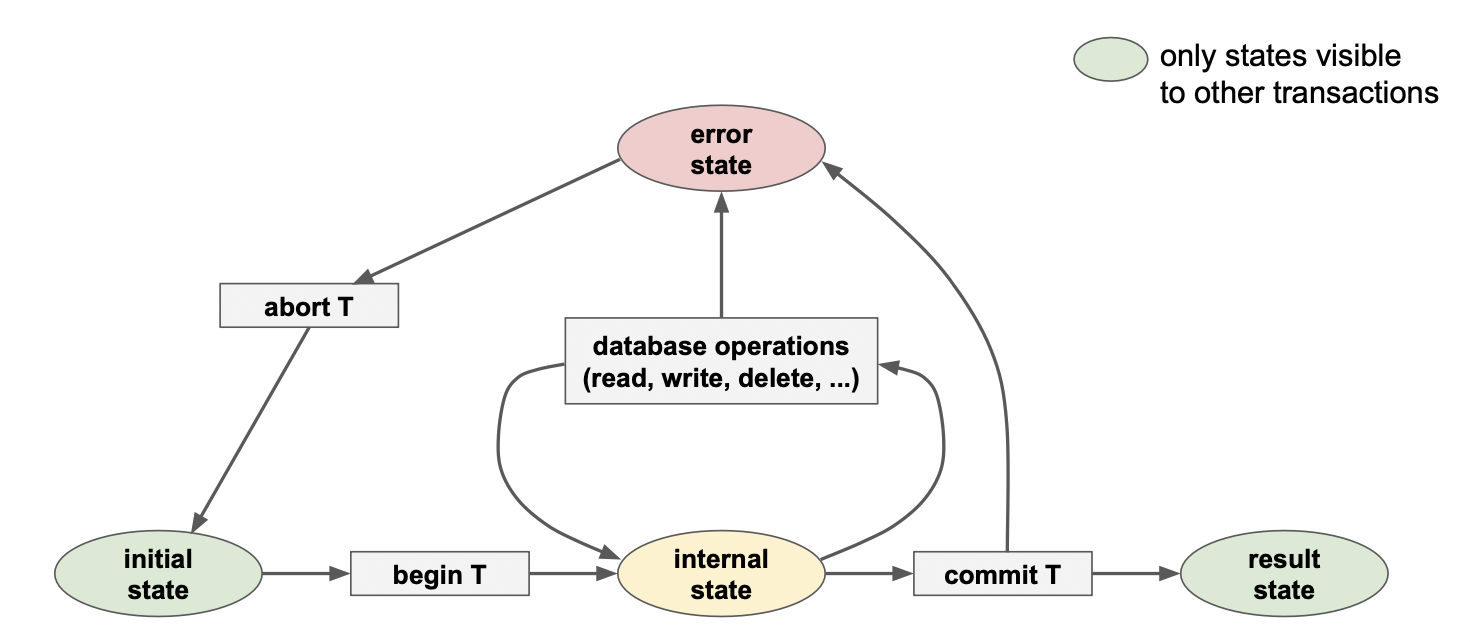 only states visible
to other transactions
error
state
abort T
database operations
(read, write, delete, ...)
initial
state
begin T
internal
state
commit T
result
state